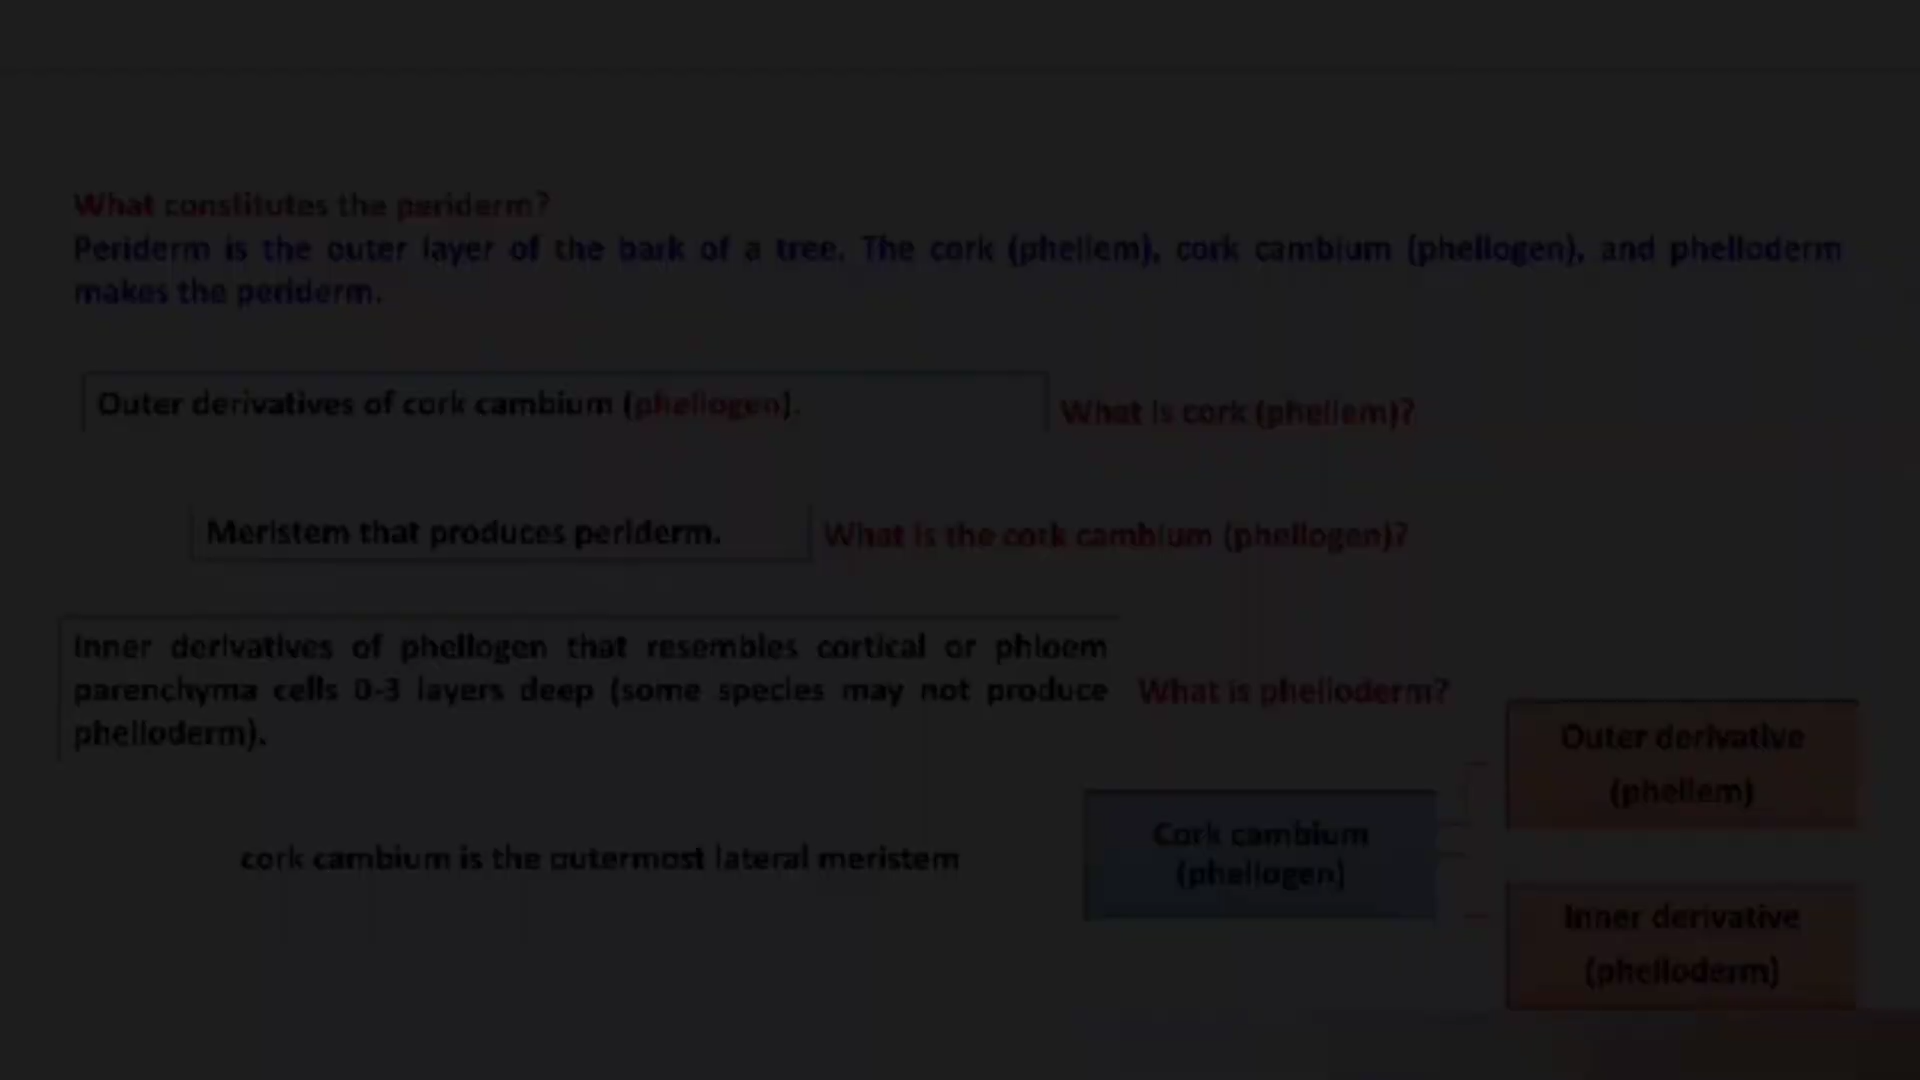 What constitutes the periderm?
Periderm is the outer layer of the bark of a tree. The cork (phellem), cork cambium (phellogen), and phelloderm
makes the periderm.
Outer derivatives of cork cambium (phellogen).
What is cork (phellem)?
Meristem that produces periderm.
What is the cork cambium (phellogen)?
Inner derivatives of phellogen that resembles cortical or phloem
parenchyma cells 0-3 layers deep (some species may not produce
phelloderm).
What is phelloderm?
Outer derivative
(phellem)
Cork cambium
(phellogen)
cork cambium is the outermost lateral meristem
Inner derivative
(phelloderm)